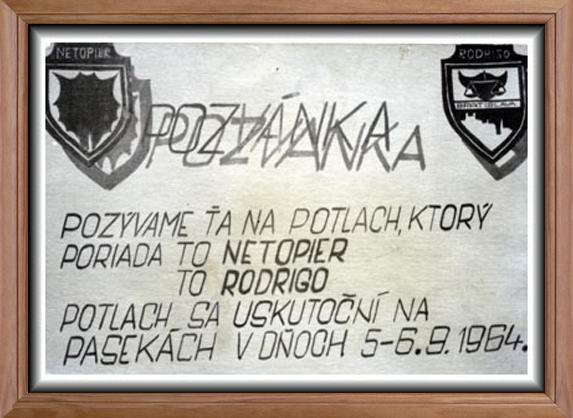 NETOPIER
RODRIGO
BRATISLAVA
POZVÁNKA
POZÝVAME ŤA NA POTLACH, KTORÝ
PORIADA TO NETOPIER
TO RODRIGO
POTLACH SA USKUTOČNÍ NA
PASEKÁCH V DŇOCH 5-6.9.1964.